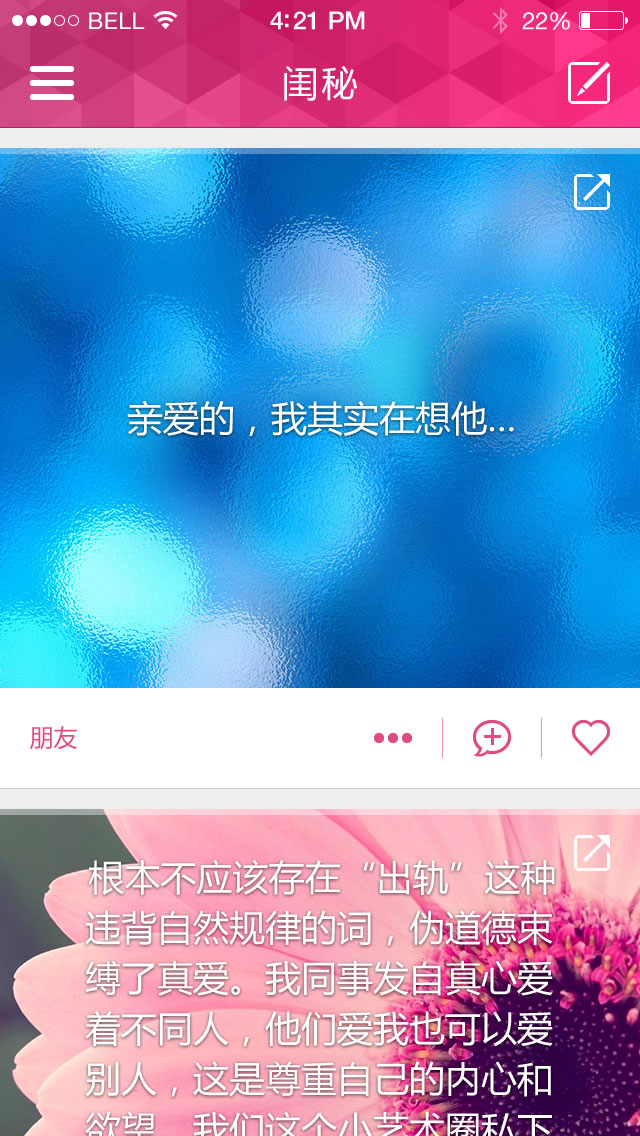 BELL 4:21 PM 22%
闺秘
亲爱的，我其实在想他...
朋友
根本不应该存在“出轨”这种
违背自然规律的词，伪道德束
缚了真爱。我同事发自真心爱
着不同人，他们爱我也可以爱
别人，这是尊重自己的内心和
欲望。我们这个小艺术圈私下